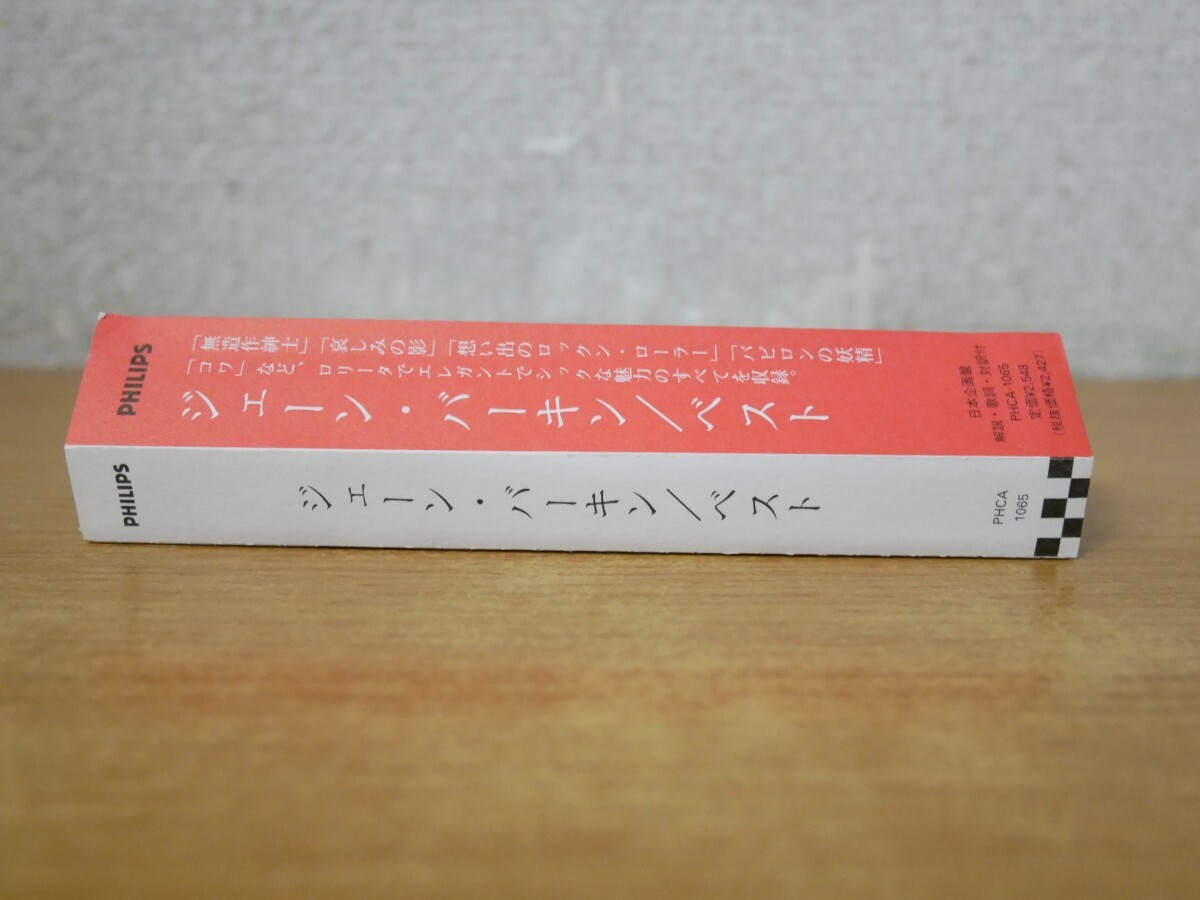 PHILIPS
「無造作紳士」「哀しみの影」「想い出のロックン・ローラー」「バビロンの妖精」
「コワ」など、ロリータでエレガントでシックな魅力のすべてを収録。
ジェーン・バーキン/ベスト
日本企画盤
解説・歌詞・対訳付
PHCA-1065
定価¥2,548
(税抜価格¥2,427)
PHILIPS
ジェーン・バーキン/ベスト
PHCA
1065